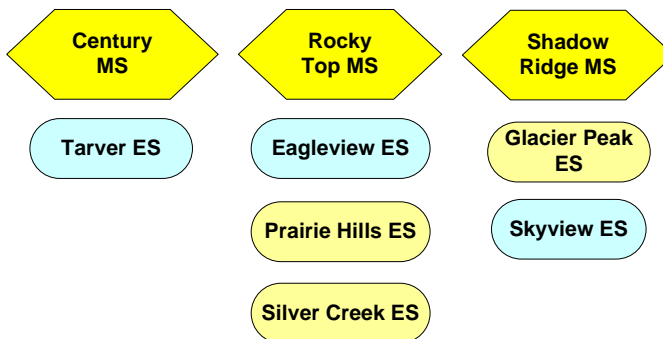 Century
MS
Rocky
Top MS
Shadow
Ridge MS
Tarver ES
Eagleview ES
Glacier Peak
ES
Prairie Hills ES
Skyview ES
Silver Creek ES